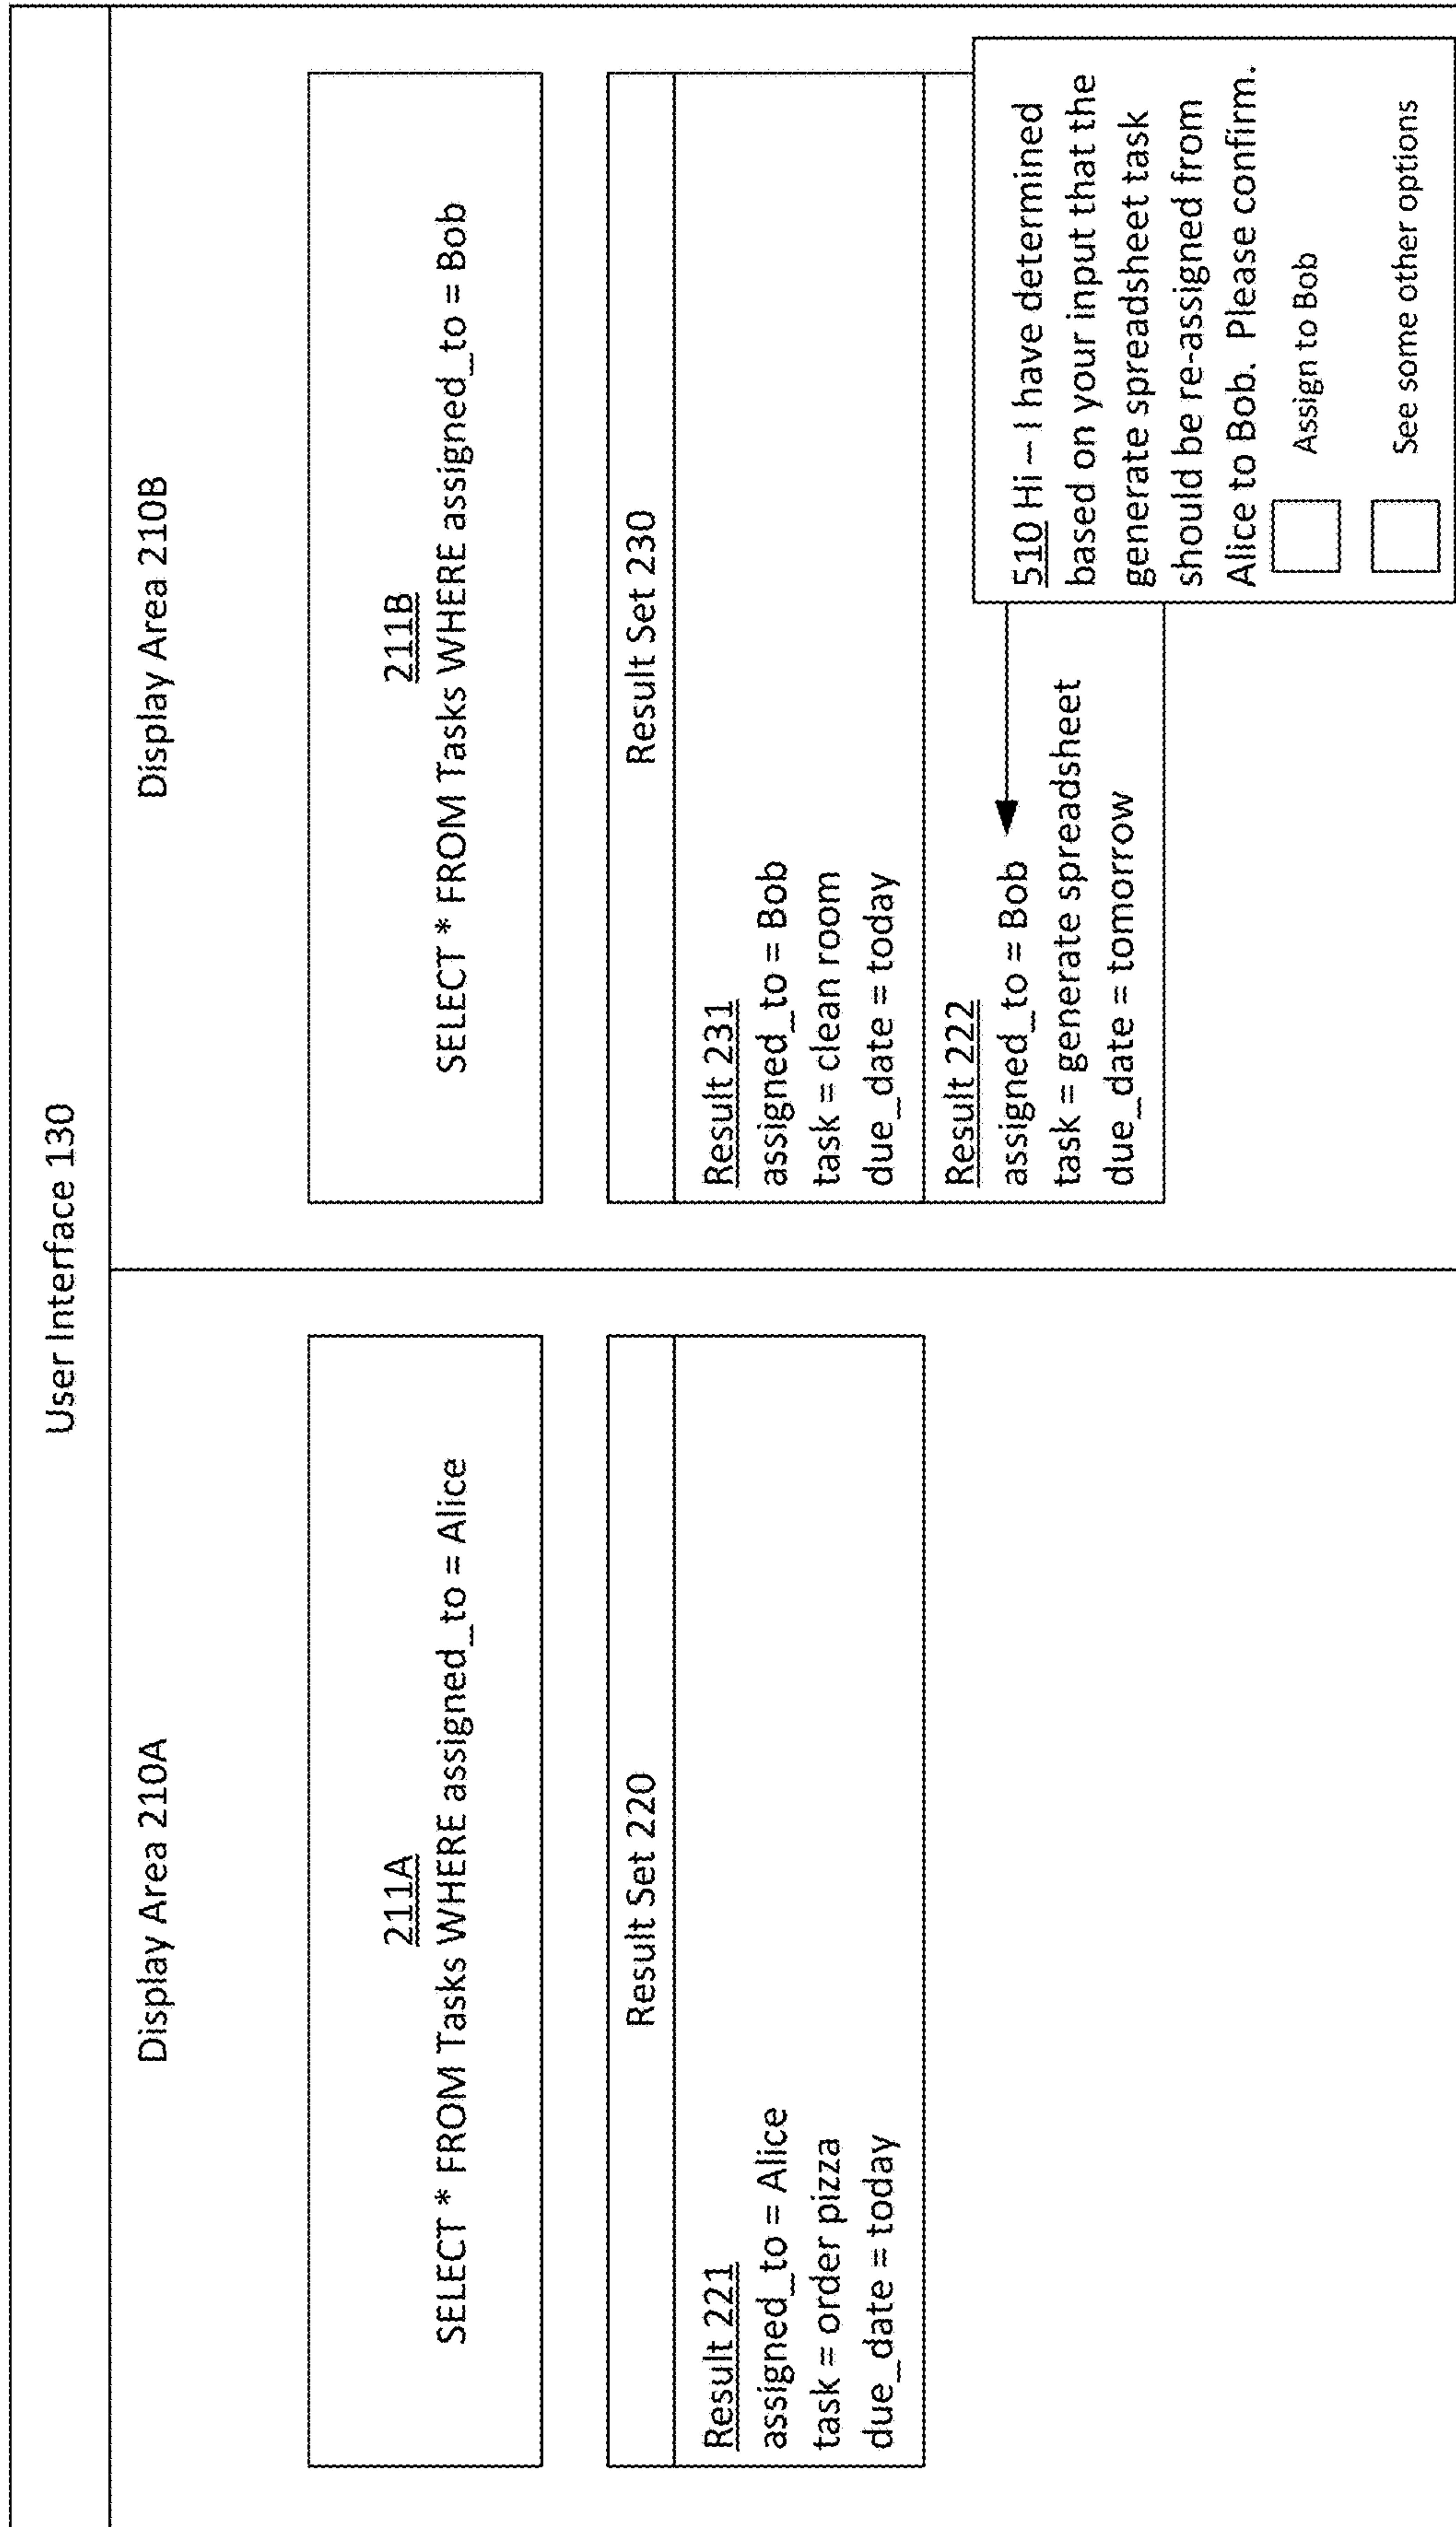 User Interface 130
Display Area 210A
211A
SELECT * FROM Tasks WHERE assigned_to = Alice
Result Set 220
Result 221
assigned_to = Alice
task = order pizza
due_date = today
Display Area 210B
211B
SELECT * FROM Tasks WHERE assigned_to = Bob
Result Set 230
Result 231
assigned_to = Bob
task = clean room
due_date = today
Result 222
assigned_to = Bob
task = generate spreadsheet
due_date = tomorrow
510 Hi – I have determined
based on your input that the
generate spreadsheet task
should be re-assigned from
Alice to Bob. Please confirm.
Assign to Bob
See some other options